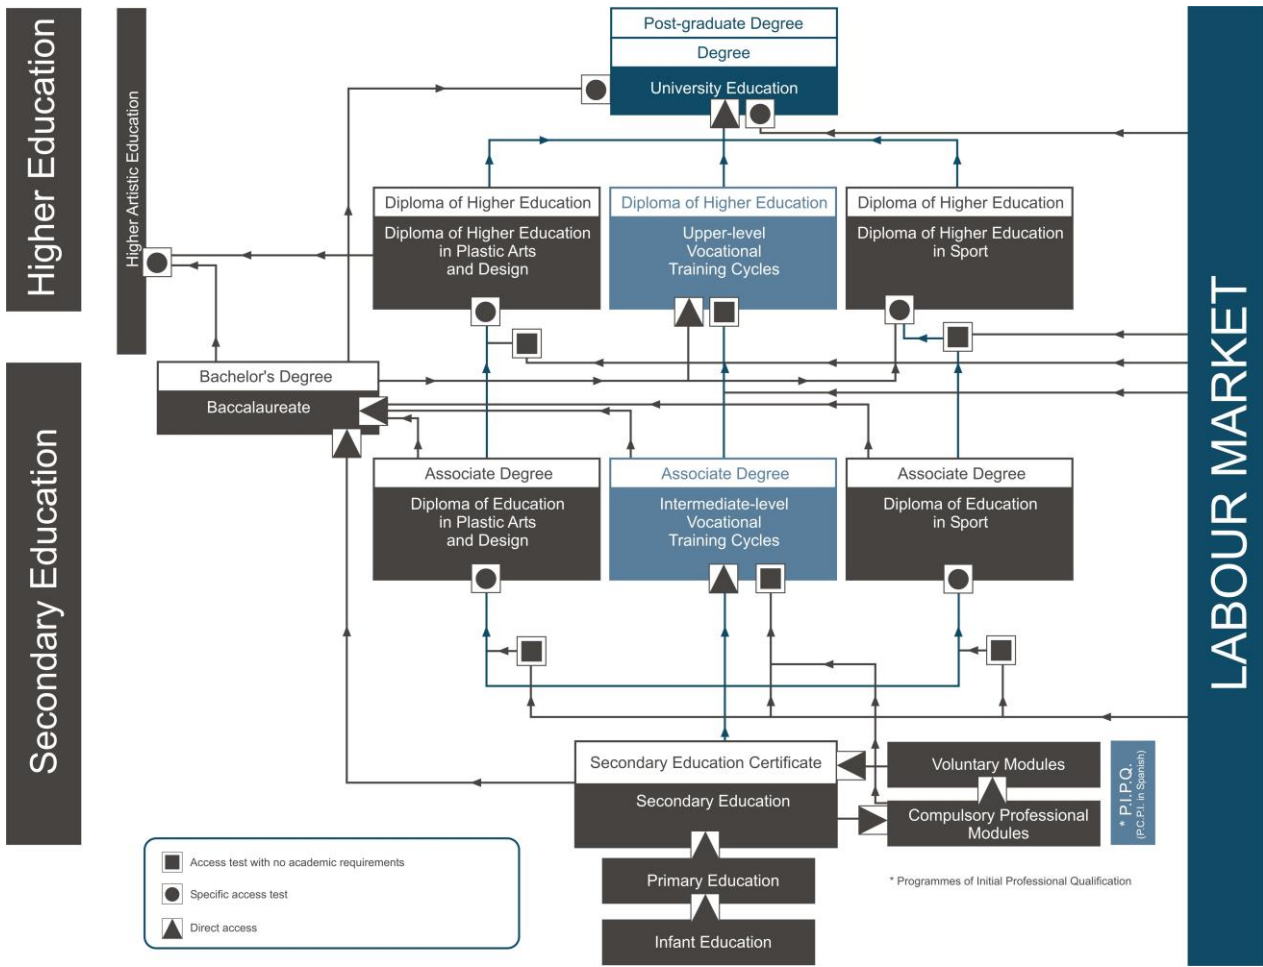 Higher Education
Secondary Education
Higher Artistic Education
Post-graduate Degree
Degree
University Education
Diploma of Higher Education
Diploma of Higher Education
in Plastic Arts
and Design
Diploma of Higher Education
Upper-level
Vocational
Training Cycles
Diploma of Higher Education
Diploma of Higher Education
in Sport
Bachelor's Degree
Baccalaureate
Associate Degree
Diploma of Education
in Plastic Arts
and Design
Associate Degree
Intermediate-level
Vocational
Training Cycles
Associate Degree
Diploma of Education
in Sport
Secondary Education Certificate
Secondary Education
Voluntary Modules
Compulsory Professional
Modules
* P.I.P.Q.
(P.C.P.I. in Spanish)
Primary Education
Infant Education
* Programmes of Initial Professional Qualification
Access test with no academic requirements
Specific access test
Direct access
LABOUR MARKET